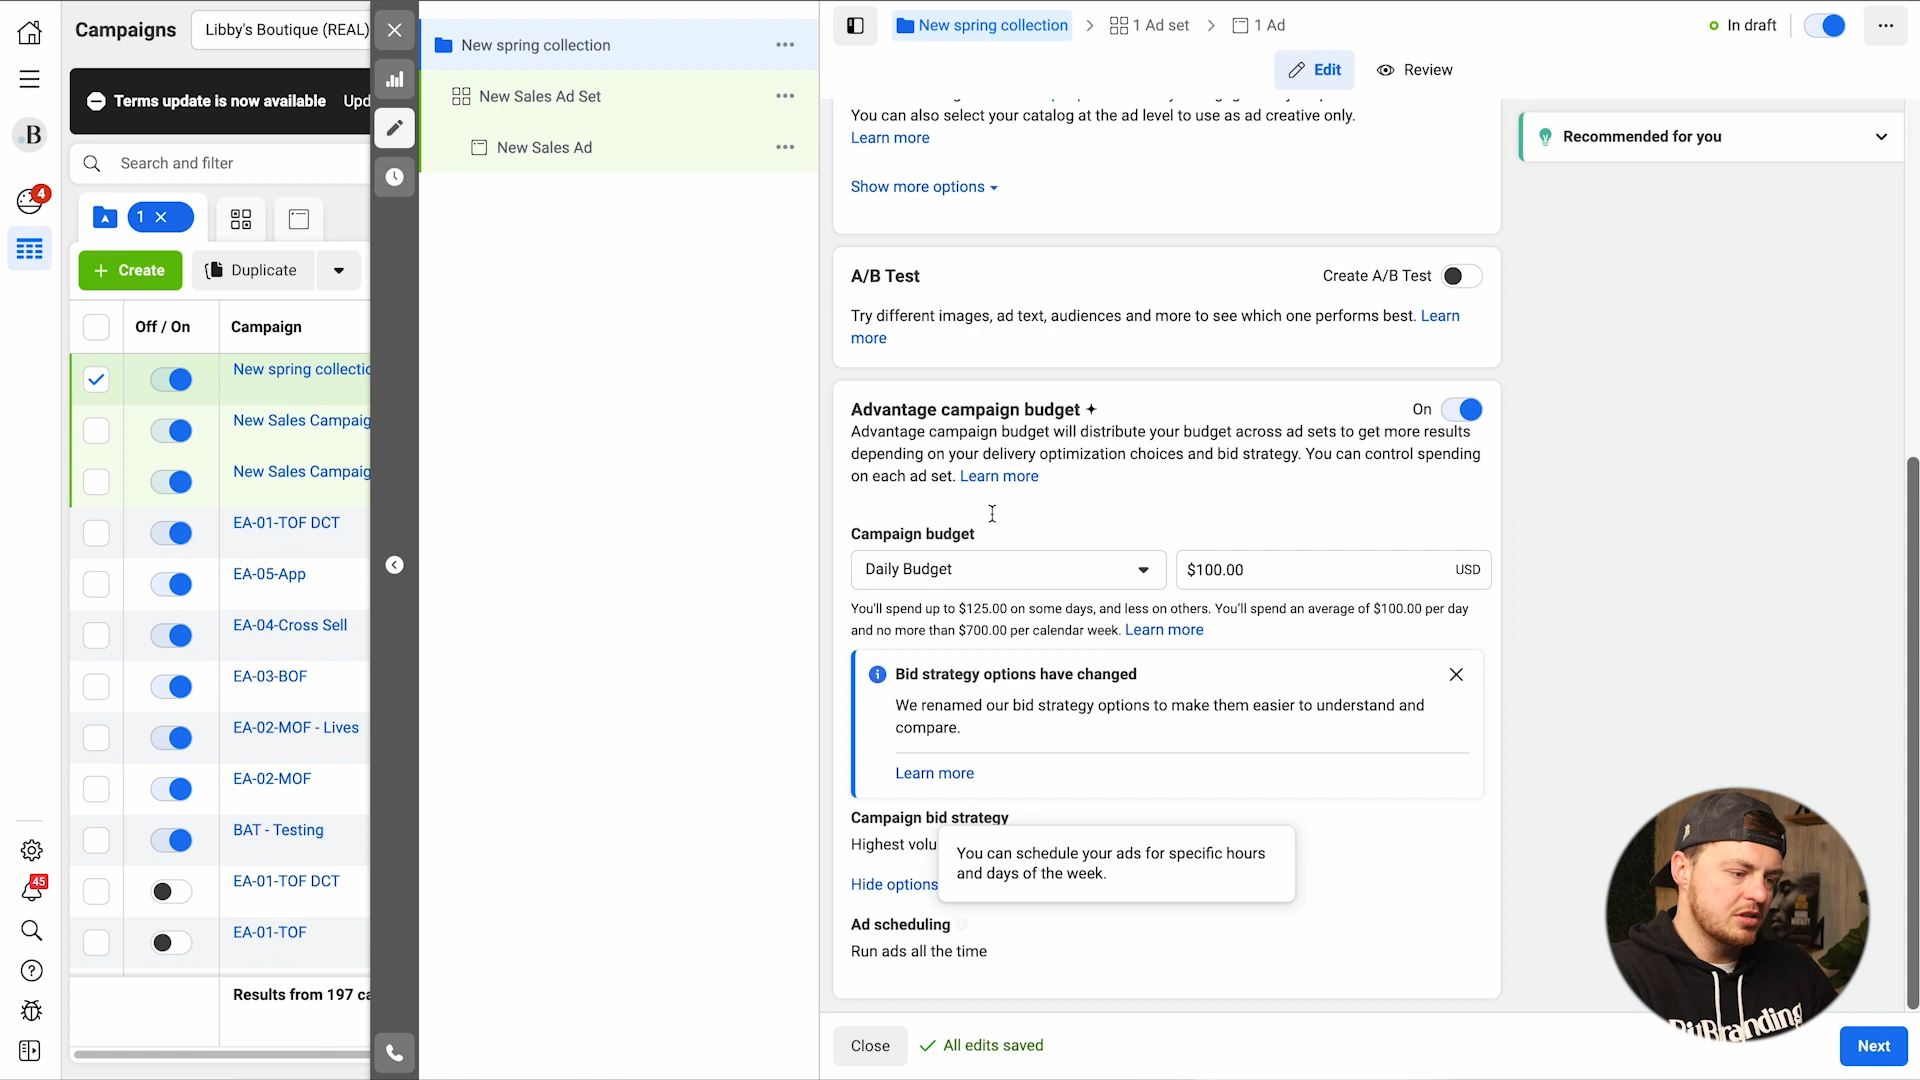 Campaigns
Libby's Boutique (REAL)
Terms update is now available Upd
.B
4
Search and filter
1
+ Create
Duplicate
Off / On
Campaign
New spring collectio
New Sales Campaig
New Sales Campaig
EA-01-TOF DCT
EA-05-App
EA-04-Cross Sell
EA-03-BOF
EA-02-MOF - Lives
EA-02-MOF
BAT - Testing
EA-01-TOF DCT
EA-01-TOF
45
Results from 197 ca
New spring collection
New Sales Ad Set
New Sales Ad
New spring collection
1 Ad set
1 Ad
In draft
Edit
Review
You can also select your catalog at the ad level to use as ad creative only.
Learn more
Show more options
A/B Test
Create A/B Test
Try different images, ad text, audiences and more to see which one performs best. Learn
more
Advantage campaign budget
On
Advantage campaign budget will distribute your budget across ad sets to get more results
depending on your delivery optimization choices and bid strategy. You can control spending
on each ad set. Learn more
Campaign budget
Daily Budget
$100.00
USD
You'll spend up to $125.00 on some days, and less on others. You'll spend an average of $100.00 per day
and no more than $700.00 per calendar week. Learn more
Bid strategy options have changed
We renamed our bid strategy options to make them easier to understand and
compare.
Learn more
Campaign bid strategy
Highest volu
You can schedule your ads for specific hours
and days of the week.
Hide options
Ad scheduling
Run ads all the time
Close
All edits saved
Recommended for you
BitBranding
Next